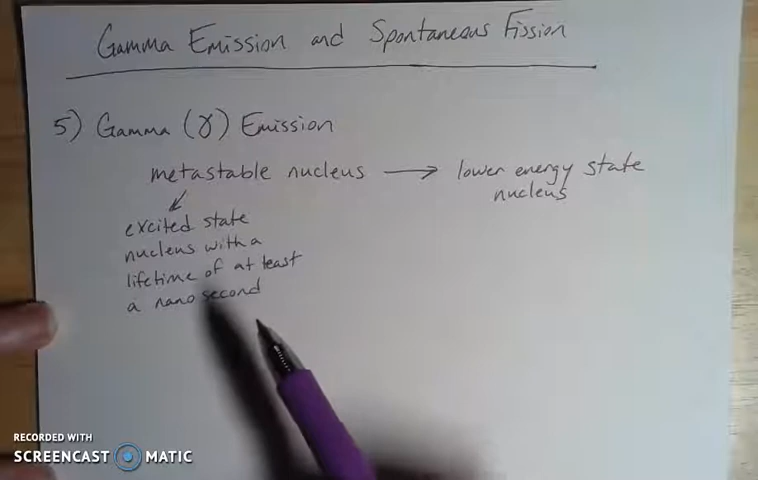 Gamma Emission and Spontaneous Fission
5) Gamma (γ) Emission
metastable nucleus → lower energy state
nucleus
excited state
nucleus with a
lifetime of at least
a nano second
RECORDED WITH
SCREENCAST MATIC